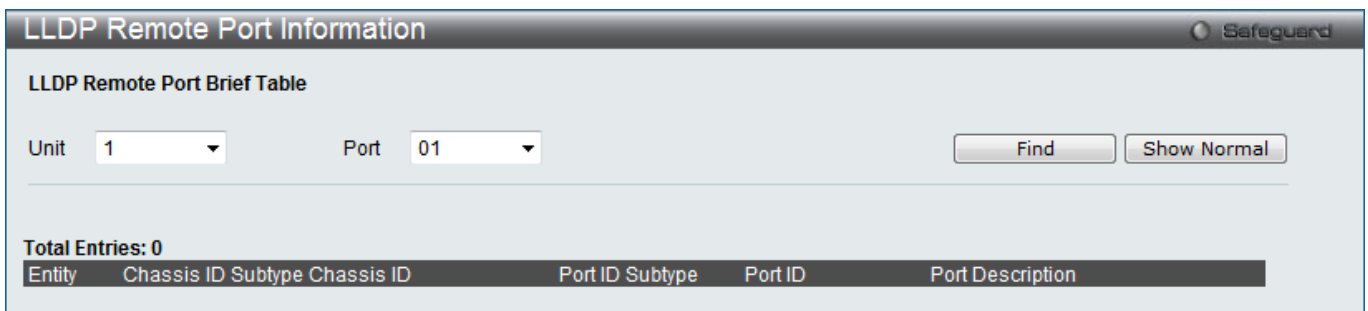 LLDP Remote Port Information Safeguard
LLDP Remote Port Brief Table
Unit 1 Port 01 Find Show Normal
Total Entries: 0
Entity Chassis ID Subtype Chassis ID Port ID Subtype Port ID Port Description